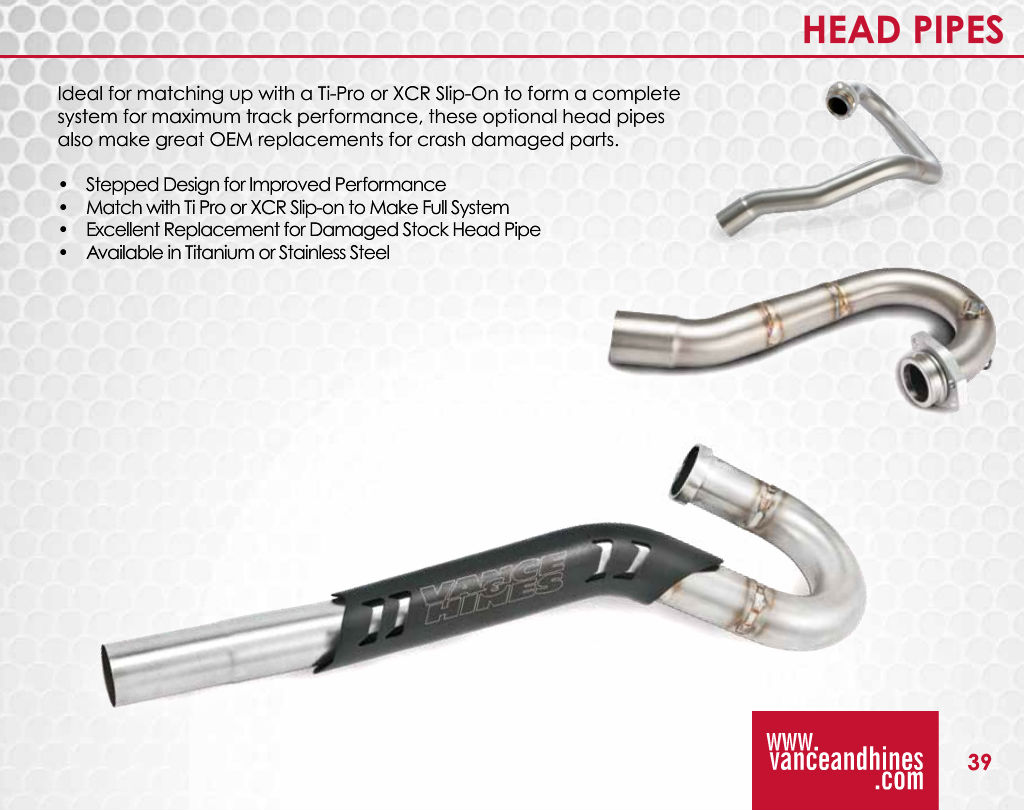 HEAD PIPES
Ideal for matching up with a Ti-Pro or XCR Slip-On to form a complete
system for maximum track performance, these optional head pipes
also make great OEM replacements for crash damaged parts.
• Stepped Design for Improved Performance
• Match with Ti Pro or XCR Slip-on to Make Full System
• Excellent Replacement for Damaged Stock Head Pipe
• Available in Titanium or Stainless Steel
VANCE
&
HINES
www.
vanceandhines
.com
39